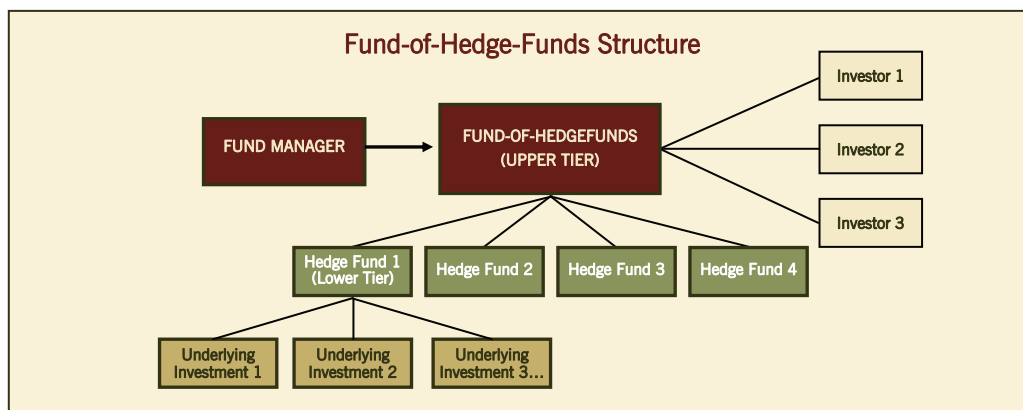 Fund-of-Hedge-Funds Structure
Investor 1
FUND MANAGER
FUND-OF-HEDGEFUNDS
(UPPER TIER)
Investor 2
Investor 3
Hedge Fund 1
(Lower Tier)
Hedge Fund 2
Hedge Fund 3
Hedge Fund 4
Underlying
Investment 1
Underlying
Investment 2
Underlying
Investment 3...